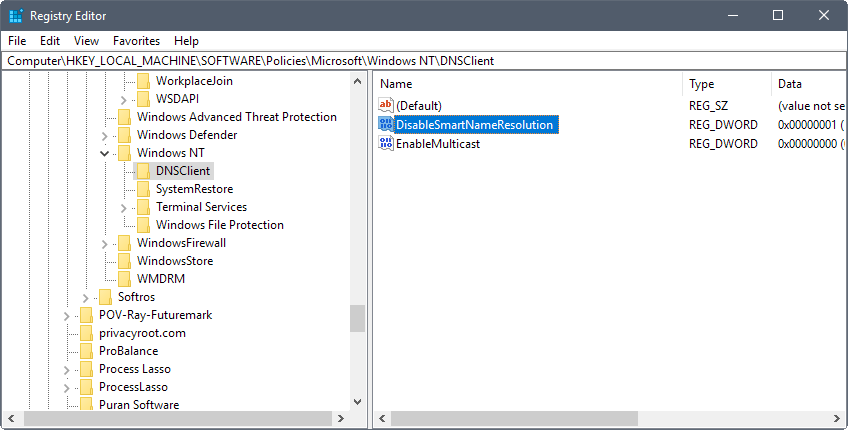 Registry Editor
File Edit View Favorites Help
Computer\HKEY_LOCAL_MACHINE\SOFTWARE\Policies\Microsoft\Windows NT\DNSClient
WorkplaceJoin
WSDAPI
Windows Advanced Threat Protection
Windows Defender
Windows NT
DNSClient
SystemRestore
Terminal Services
Windows File Protection
WindowsFirewall
WindowsStore
WMDRM
Softros
POV-Ray-Futuremark
privacyroot.com
ProBalance
Process Lasso
ProcessLasso
Puran Software
Name Type Data
(Default) REG_SZ (value not se
DisableSmartNameResolution REG_DWORD 0x00000001 (
EnableMulticast REG_DWORD 0x00000000 (